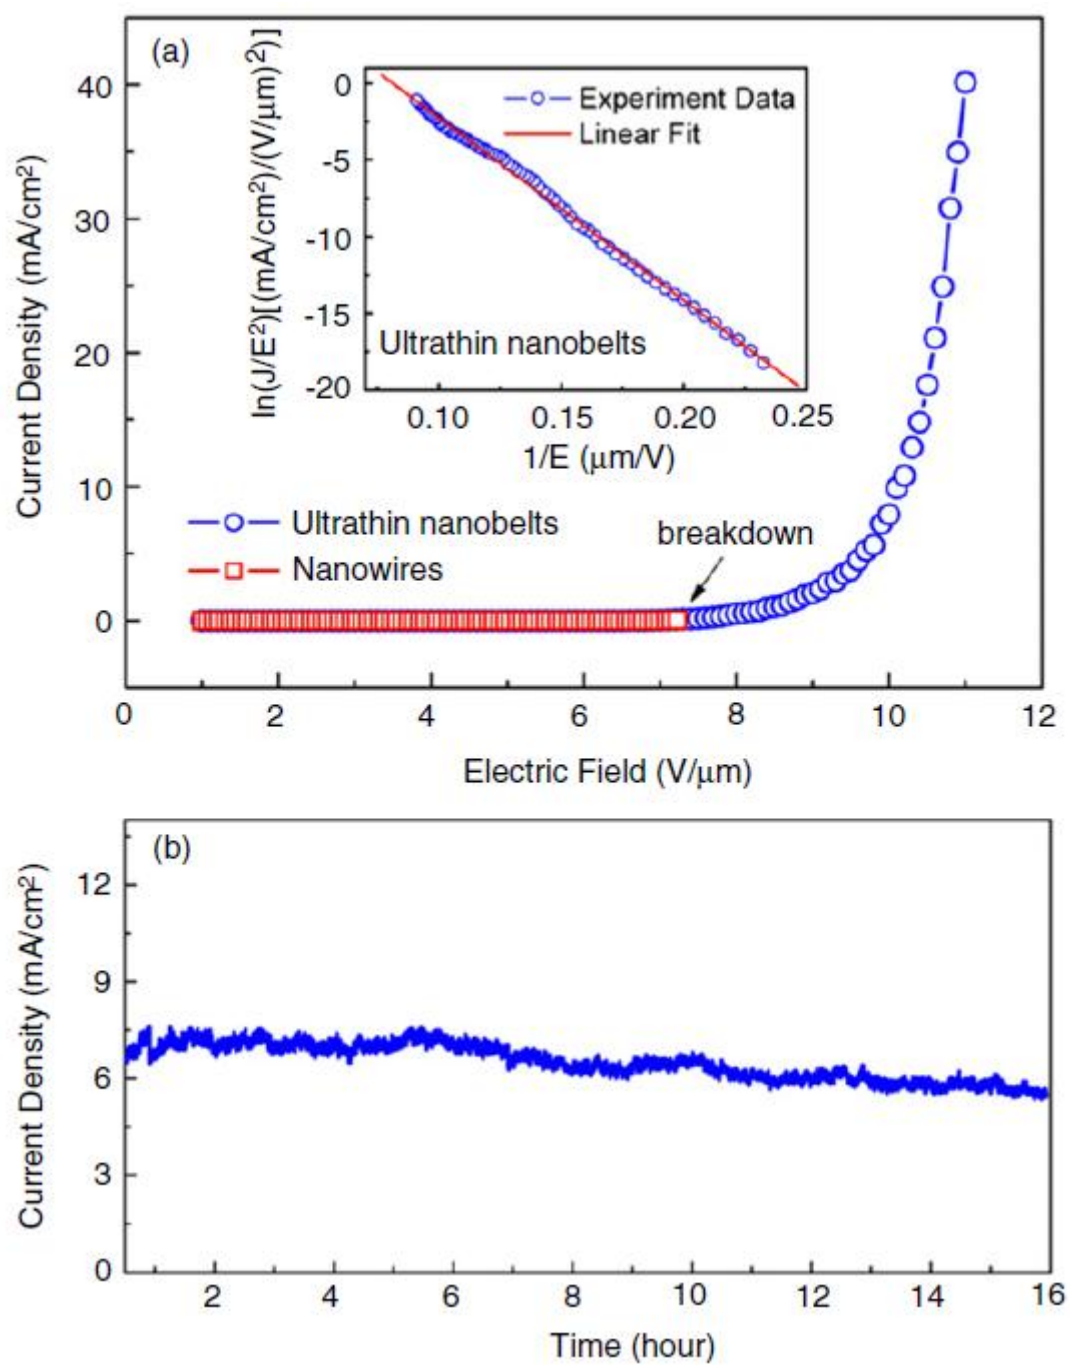 (a)
ln(J/E²)[(mA/cm²)/(V/μm)²)]
0
-5
-10
-15
-20
Experiment Data
Linear Fit
Ultrathin nanobelts
0.10 0.15 0.20 0.25
1/E (μm/V)
Current Density (mA/cm²)
40
30
20
10
0
Ultrathin nanobelts
Nanowires
breakdown
0 2 4 6 8 10 12
Electric Field (V/μm)
(b)
Current Density (mA/cm²)
12
9
6
3
0
2 4 6 8 10 12 14 16
Time (hour)